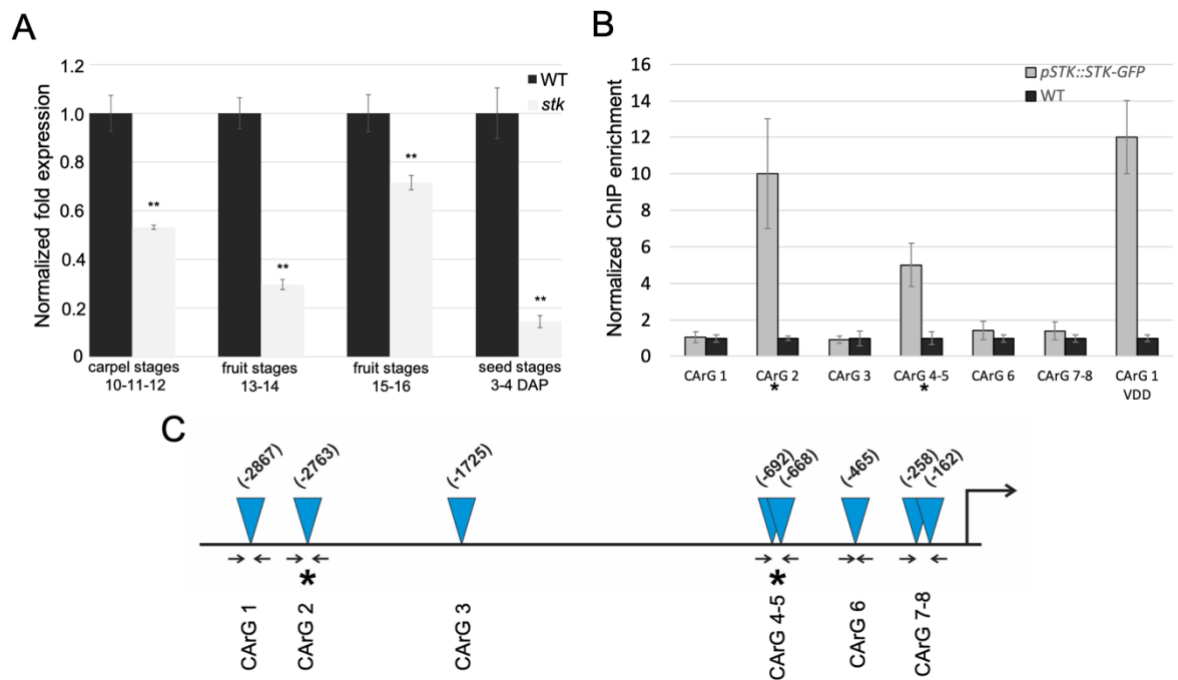 A
Normalized fold expression
1.2
1.0
0.8
0.6
0.4
0.2
0
WT
stk
**
**
**
**
carpel stages
10-11-12
fruit stages
13-14
fruit stages
15-16
seed stages
3-4 DAP
B
Normalized ChIP enrichment
16
14
12
10
8
6
4
2
0
pSTK::STK-GFP
WT
CArG 1
CArG 2
*
CArG 3
CArG 4-5
*
CArG 6
CArG 7-8
CArG 1
VDD
C
(-2867)
(-2763)
(-1725)
(-692)
(-668)
(-465)
(-258)
(-162)
*
*
CArG 1
CArG 2
CArG 3
CArG 4-5
CArG 6
CArG 7-8